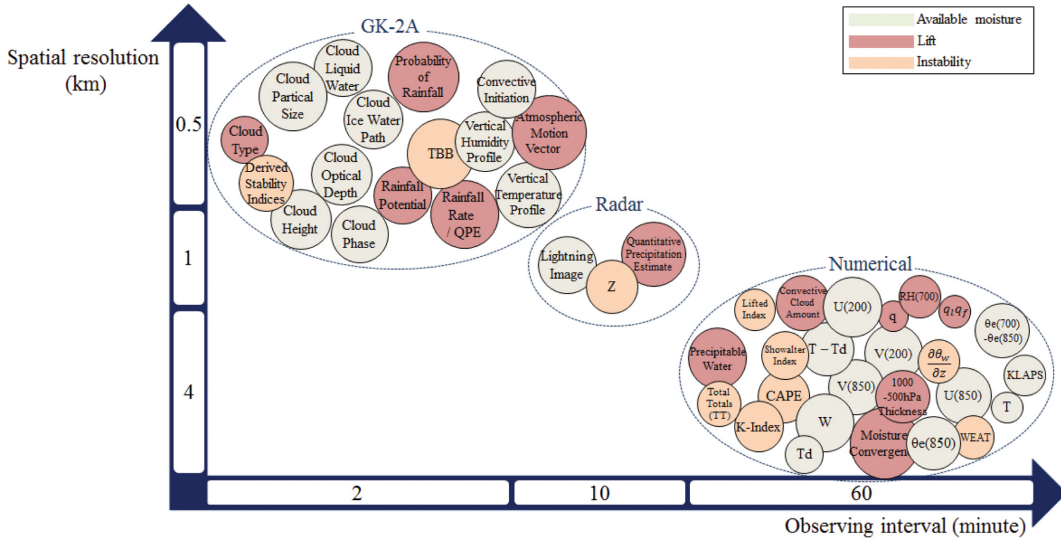 GK-2A
Available moisture
Lift
Instability
Spatial resolution
(km)
0.5
1
4
Cloud
Liquid
Water
Cloud
Partical
Size
Probability
of
Rainfall
Convective
Initiation
Cloud
Ice Water
Path
Atmospheric
Motion
Vector
Vertical
Humidity
Profile
TBB
Cloud
Type
Derived
Stability
Indices
Cloud
Optical
Depth
Rainfall
Potential
Rainfall
Rate
/ QPE
Vertical
Temperature
Profile
Cloud
Height
Cloud
Phase
Radar
Lightning
Image
Z
Quantitative
Precipitation
Estimate
Numerical
Lifted
Index
Convective
Cloud
Amount
U(200)
q
RH(700)
qₗ q_f
θe(700)
-θe(850)
Precipitable
Water
Showalter
Index
T – Td
V(200)
∂θ_w
∂z
KLAPS
Total
Totals
(TT)
CAPE
V(850)
1000
-500hPa
Thickness
U(850)
T
K-Index
W
Moisture
Convergen
θe(850)
WEAT
Td
2
10
60
Observing interval (minute)